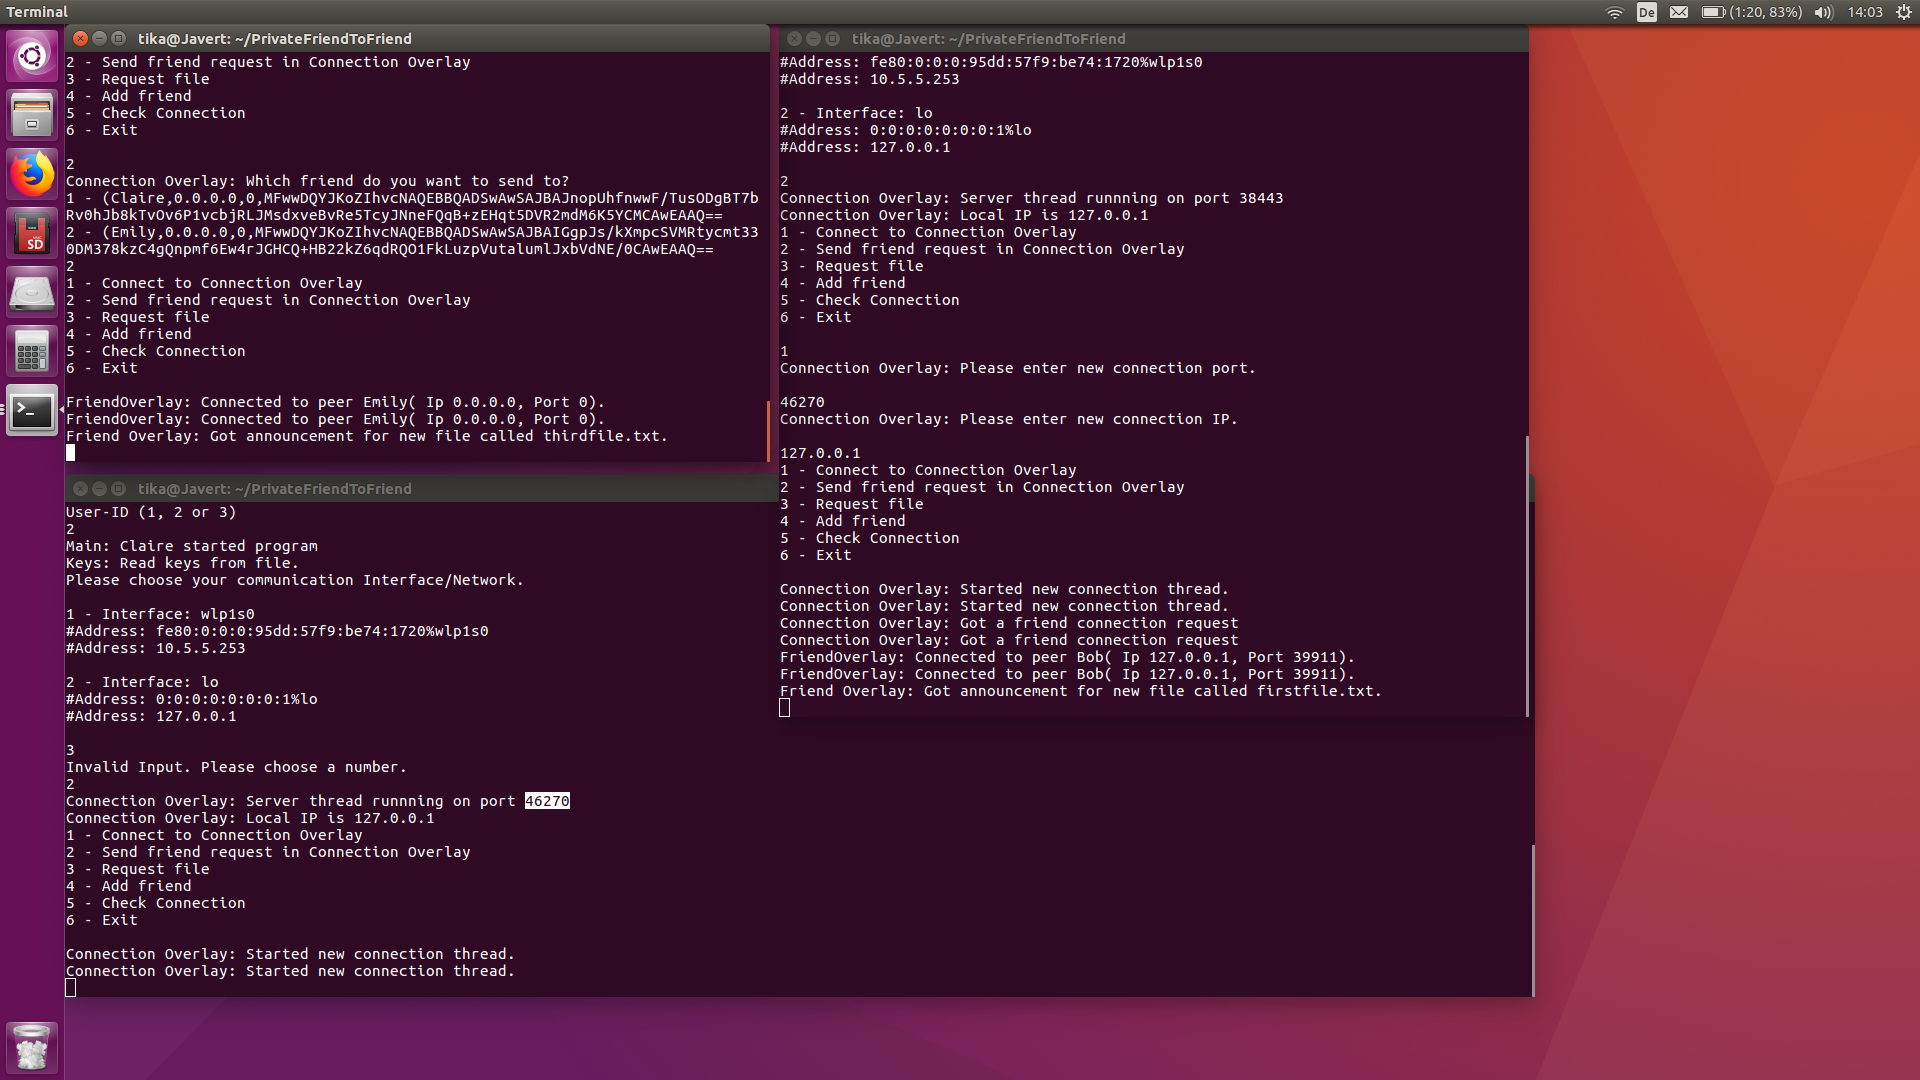 Terminal
De
(1:20, 83%)
14:03
tika@Javert: ~/PrivateFriendToFriend
2 - Send friend request in Connection Overlay
3 - Request file
4 - Add friend
5 - Check Connection
6 - Exit
2
Connection Overlay: Which friend do you want to send to?
1 - (Claire,0.0.0.0,0,MFwwDQYJKoZIhvcNAQEBBQADSwAwSAJBAJnopUhfnwwF/TusODgBT7b
Rv0hJb8kTvOv6P1vcbjRLJMsdxveBvRe5TcyJNneFQqB+zEHqt5DVR2mdM6K5YCMCAwEAAQ==
2 - (Emily,0.0.0.0,0,MFwwDQYJKoZIhvcNAQEBBQADSwAwSAJBAIGgpJs/kXmpcSVMRtycmt33
0DM378kzC4gQnpmf6Ew4rJGHCQ+HB22kZ6qdRQO1FkLuzpVutalumlJxbVdNE/0CAwEAAQ==
2
1 - Connect to Connection Overlay
2 - Send friend request in Connection Overlay
3 - Request file
4 - Add friend
5 - Check Connection
6 - Exit
FriendOverlay: Connected to peer Emily( Ip 0.0.0.0, Port 0).
FriendOverlay: Connected to peer Emily( Ip 0.0.0.0, Port 0).
Friend Overlay: Got announcement for new file called thirdfile.txt.
tika@Javert: ~/PrivateFriendToFriend
#Address: fe80:0:0:0:95dd:57f9:be74:1720%wlp1s0
#Address: 10.5.5.253
2 - Interface: lo
#Address: 0:0:0:0:0:0:0:1%lo
#Address: 127.0.0.1
2
Connection Overlay: Server thread runnning on port 38443
Connection Overlay: Local IP is 127.0.0.1
1 - Connect to Connection Overlay
2 - Send friend request in Connection Overlay
3 - Request file
4 - Add friend
5 - Check Connection
6 - Exit
1
Connection Overlay: Please enter new connection port.
46270
Connection Overlay: Please enter new connection IP.
127.0.0.1
1 - Connect to Connection Overlay
2 - Send friend request in Connection Overlay
3 - Request file
4 - Add friend
5 - Check Connection
6 - Exit
Connection Overlay: Started new connection thread.
Connection Overlay: Started new connection thread.
Connection Overlay: Got a friend connection request
Connection Overlay: Got a friend connection request
FriendOverlay: Connected to peer Bob( Ip 127.0.0.1, Port 39911).
FriendOverlay: Connected to peer Bob( Ip 127.0.0.1, Port 39911).
Friend Overlay: Got announcement for new file called firstfile.txt.
tika@Javert: ~/PrivateFriendToFriend
User-ID (1, 2 or 3)
2
Main: Claire started program
Keys: Read keys from file.
Please choose your communication Interface/Network.
1 - Interface: wlp1s0
#Address: fe80:0:0:0:95dd:57f9:be74:1720%wlp1s0
#Address: 10.5.5.253
2 - Interface: lo
#Address: 0:0:0:0:0:0:0:1%lo
#Address: 127.0.0.1
3
Invalid Input. Please choose a number.
2
Connection Overlay: Server thread runnning on port 46270
Connection Overlay: Local IP is 127.0.0.1
1 - Connect to Connection Overlay
2 - Send friend request in Connection Overlay
3 - Request file
4 - Add friend
5 - Check Connection
6 - Exit
Connection Overlay: Started new connection thread.
Connection Overlay: Started new connection thread.
SD